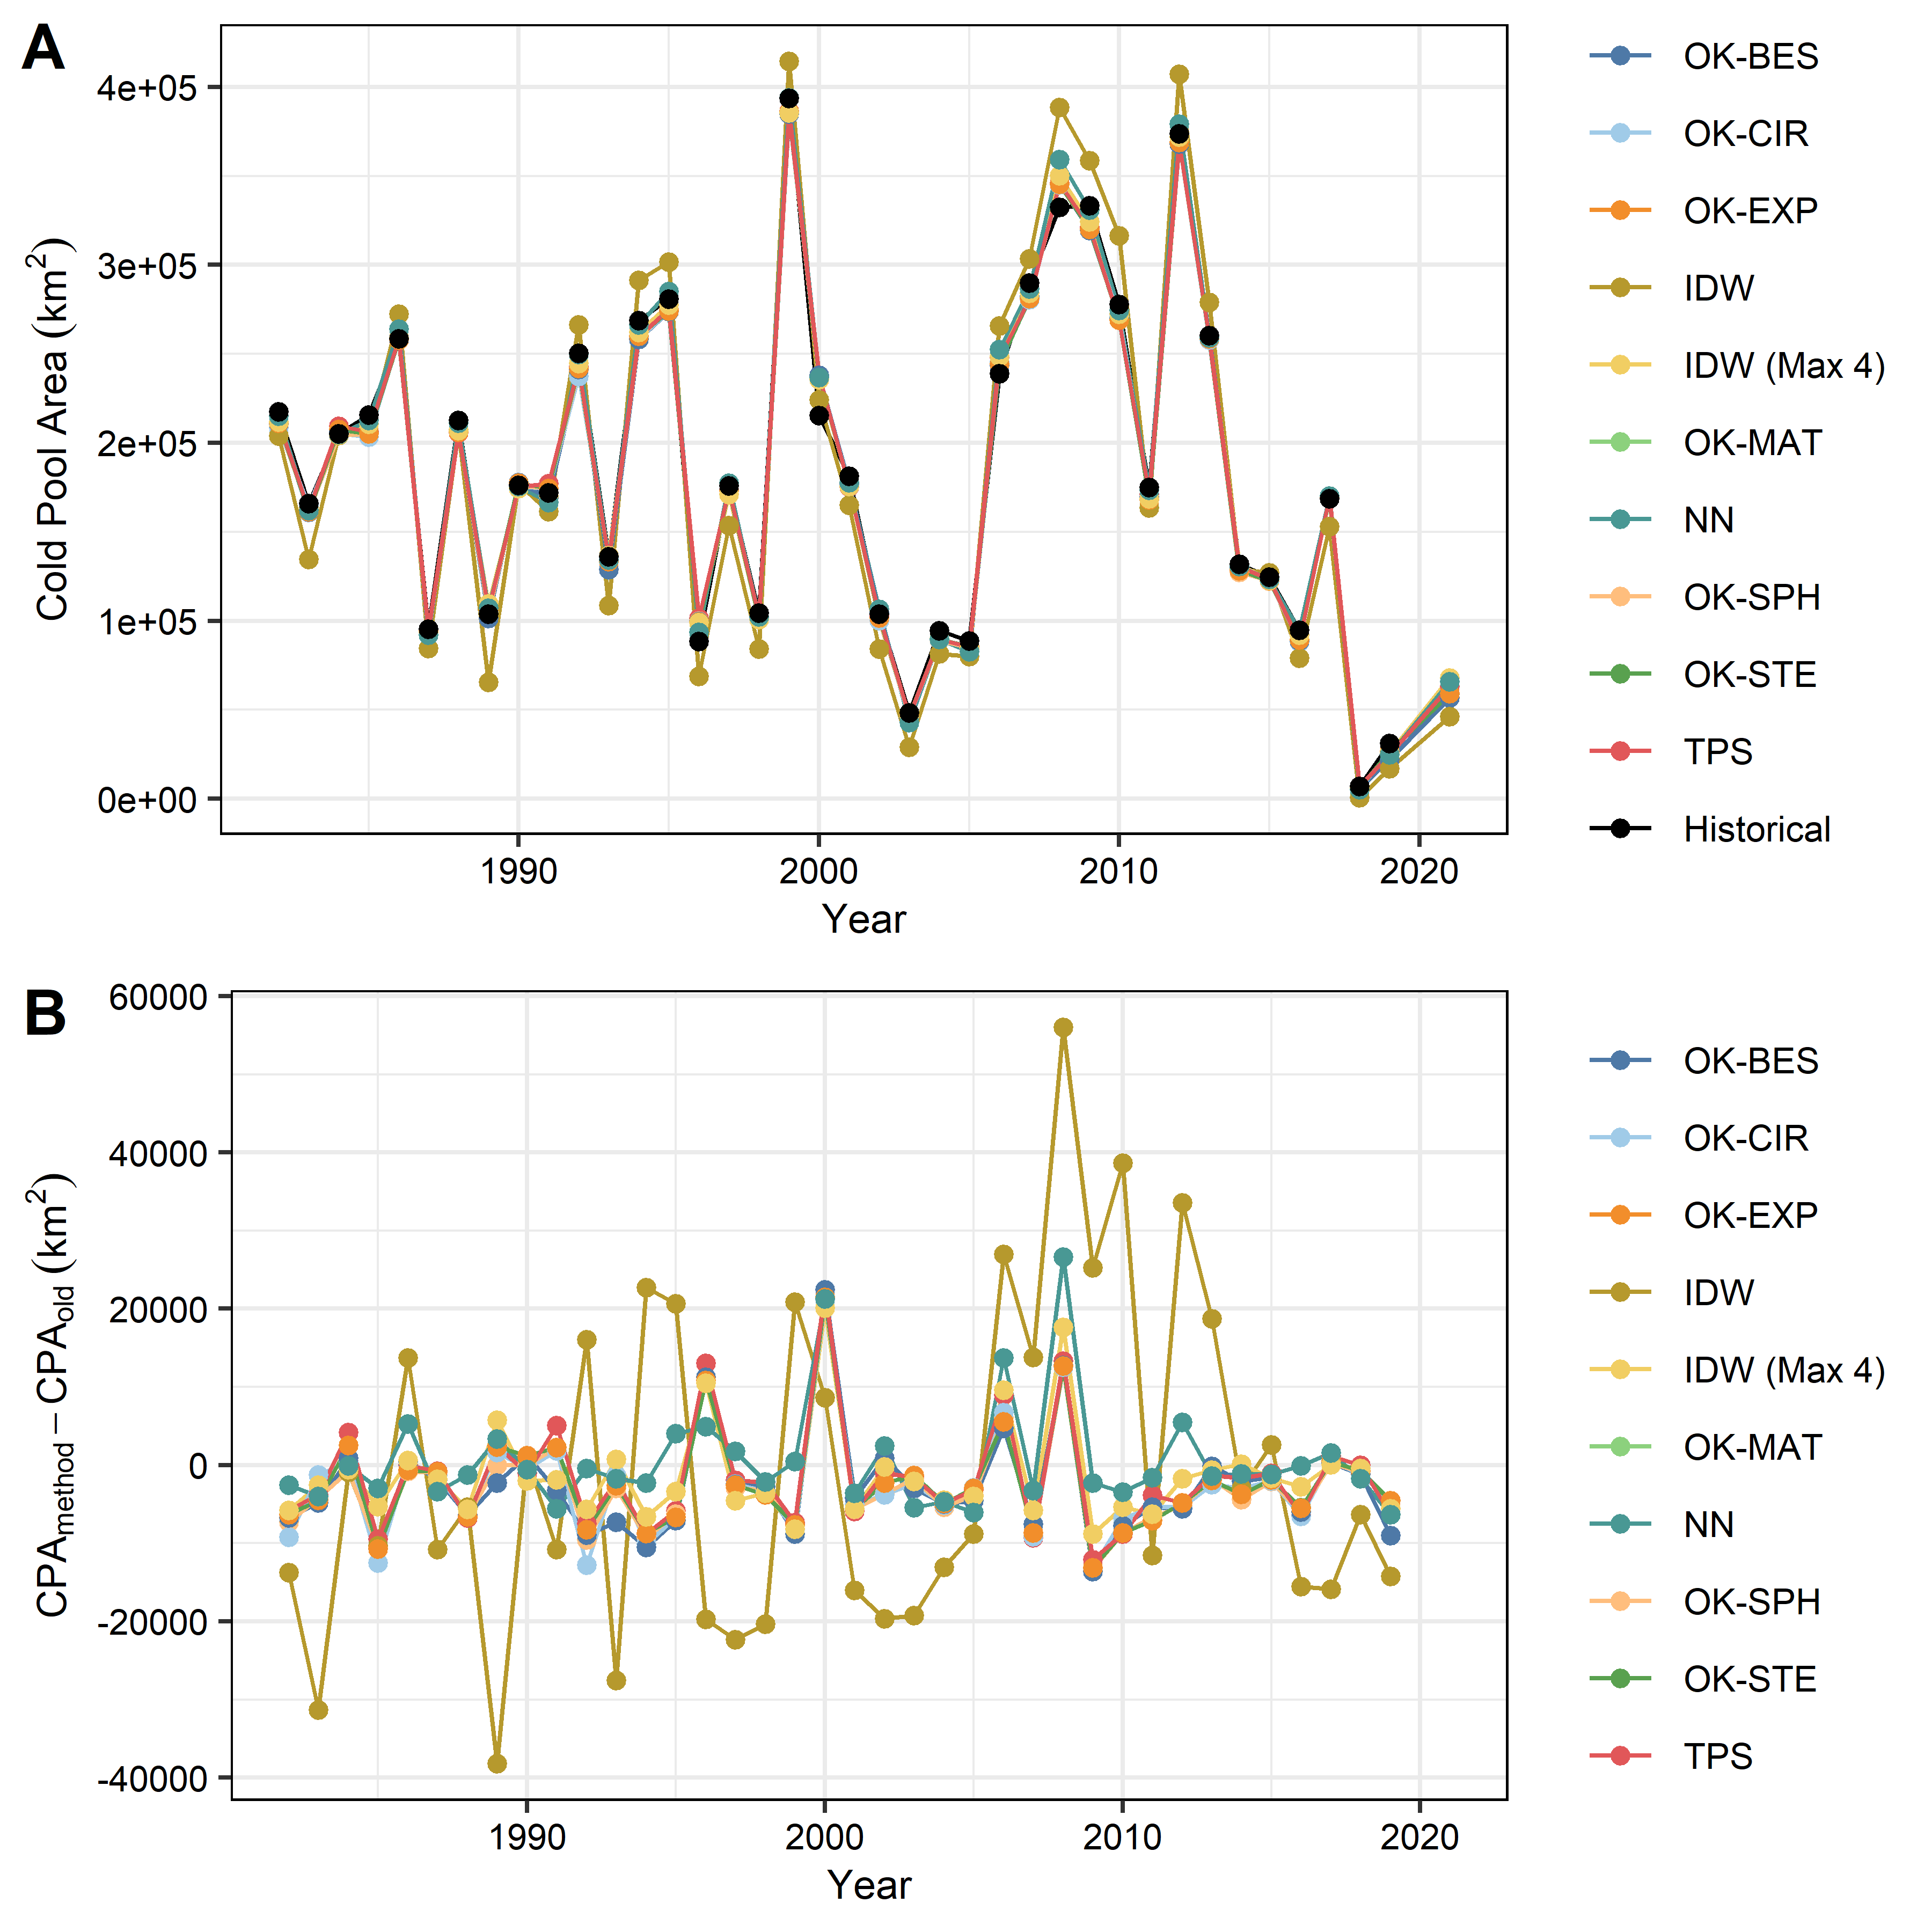 A
Cold Pool Area (km²)
4e+05
3e+05
2e+05
1e+05
0e+00
1990 2000 2010 2020
Year
OK-BES
OK-CIR
OK-EXP
IDW
IDW (Max 4)
OK-MAT
NN
OK-SPH
OK-STE
TPS
Historical
B
CPAmethod − CPAold (km²)
60000
40000
20000
0
-20000
-40000
1990 2000 2010 2020
Year
OK-BES
OK-CIR
OK-EXP
IDW
IDW (Max 4)
OK-MAT
NN
OK-SPH
OK-STE
TPS